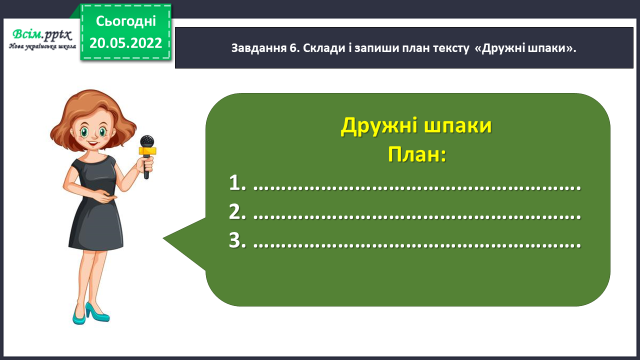 Всім.pptx
Нова українська школа
Сьогодні
20.05.2022
Завдання 6. Склади і запиши план тексту «Дружні шпаки».
Дружні шпаки
План:
1. ………………………………………………….
2. ………………………………………………….
3. ………………………………………………….